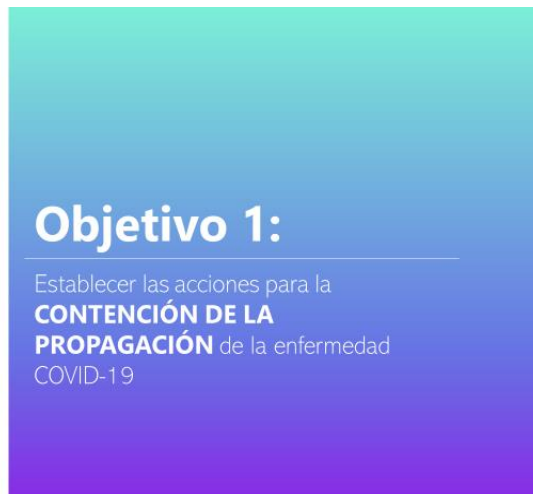 Objetivo 1:
Establecer las acciones para la
CONTENCIÓN DE LA
PROPAGACIÓN de la enfermedad
COVID-19